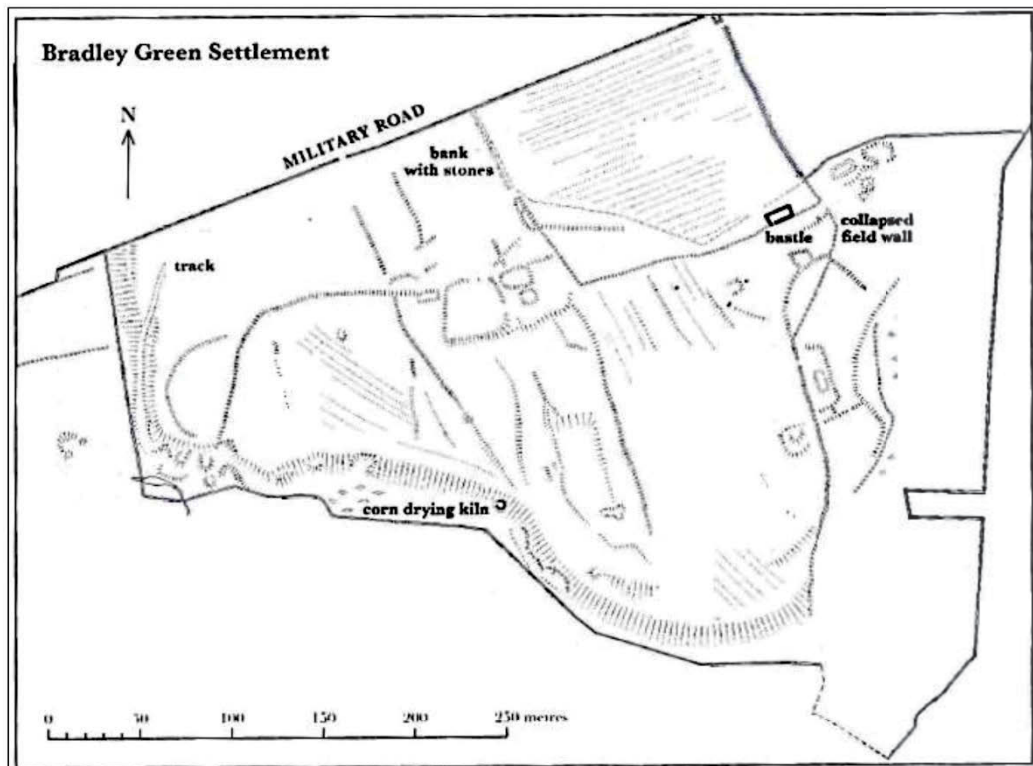 Bradley Green Settlement
N
MILITARY ROAD
bank
with stones
track
bastle
collapsed
field wall
corn drying kiln
0 50 100 150 200 250 metres